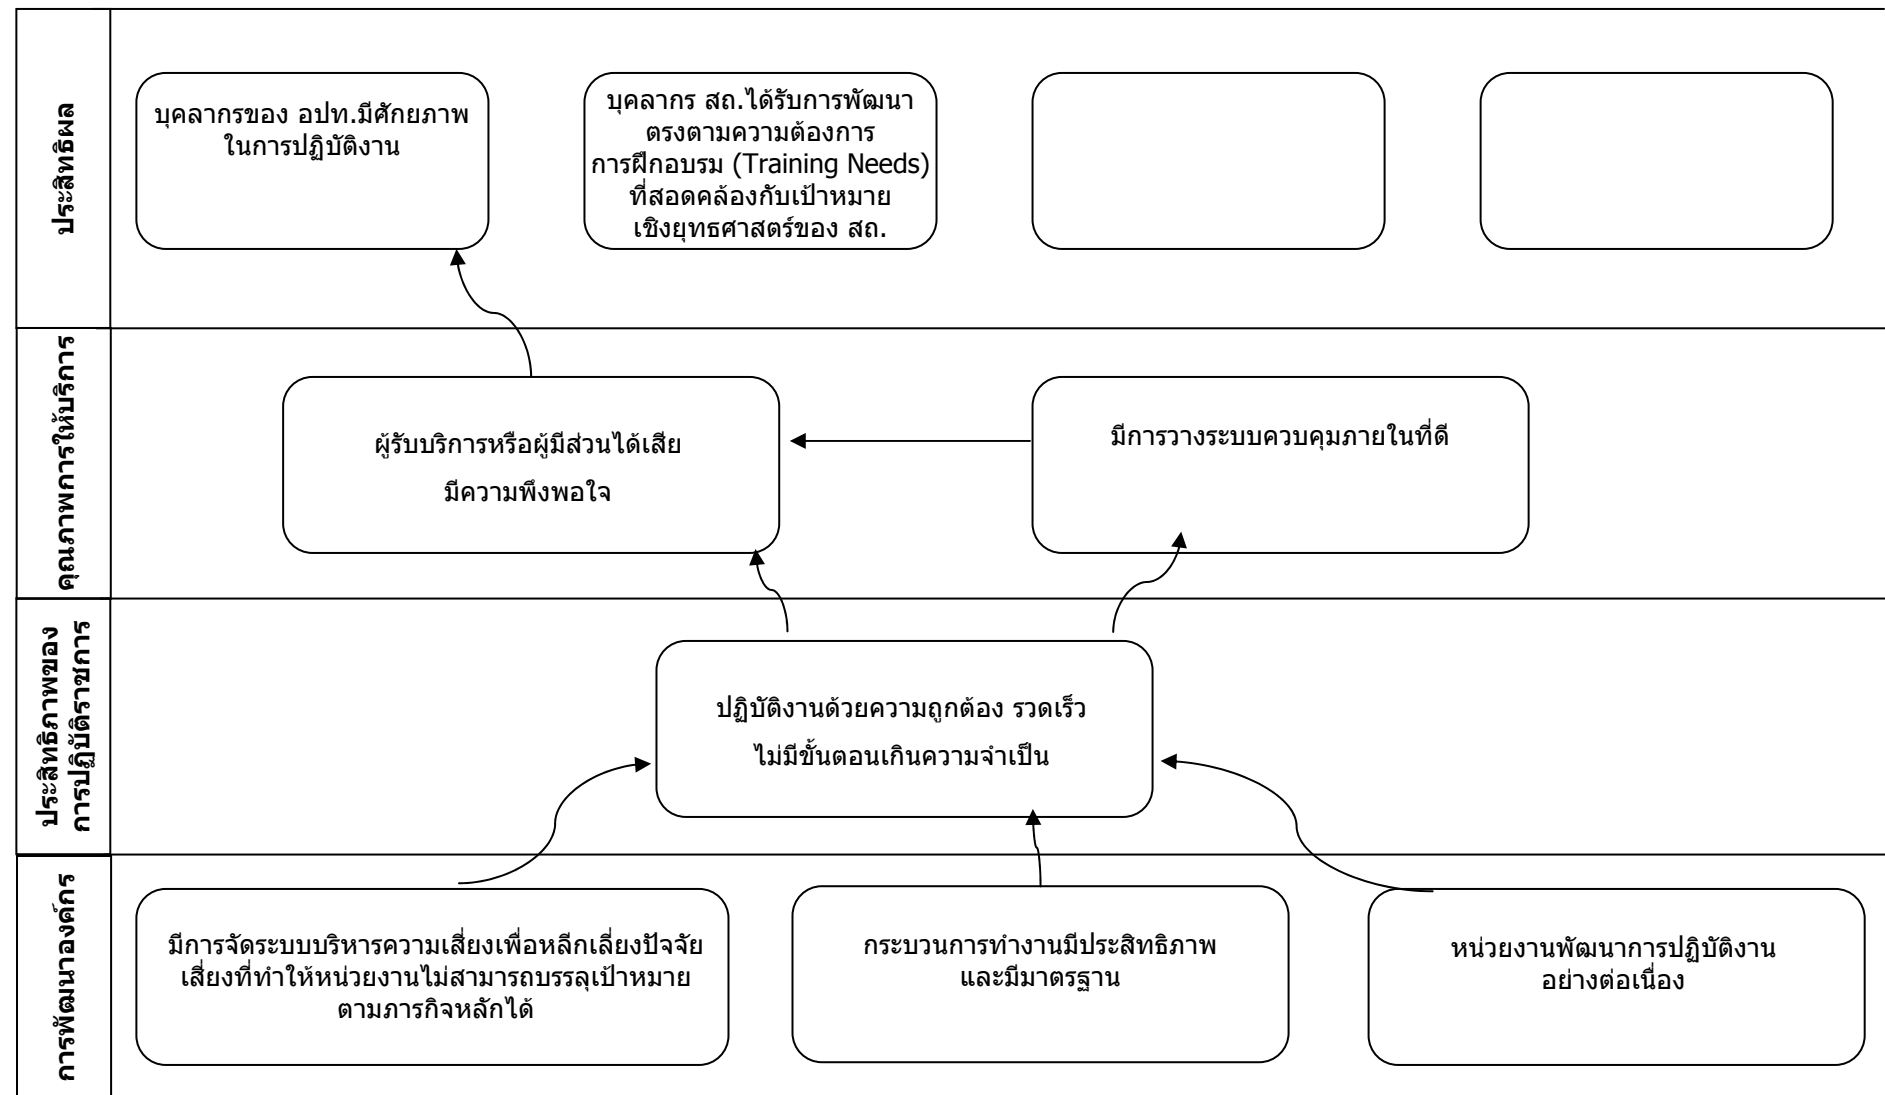 ประสิทธิผล
บุคลากรของ อปท.มีศักยภาพ
ในการปฏิบัติงาน
บุคลากร สถ.ได้รับการพัฒนา
ตรงตามความต้องการ
การฝึกอบรม (Training Needs)
ที่สอดคล้องกับเป้าหมาย
เชิงยุทธศาสตร์ของ สถ.
คุณภาพการให้บริการ
ผู้รับบริการหรือผู้มีส่วนได้เสีย
มีความพึงพอใจ
มีการวางระบบควบคุมภายในที่ดี
ประสิทธิภาพของ
การปฏิบัติราชการ
ปฏิบัติงานด้วยความถูกต้อง รวดเร็ว
ไม่มีขั้นตอนเกินความจำเป็น
การพัฒนาองค์กร
มีการจัดระบบบริหารความเสี่ยงเพื่อหลีกเลี่ยงปัจจัย
เสี่ยงที่ทำให้หน่วยงานไม่สามารถบรรลุเป้าหมาย
ตามภารกิจหลักได้
กระบวนการทำงานมีประสิทธิภาพ
และมีมาตรฐาน
หน่วยงานพัฒนาการปฏิบัติงาน
อย่างต่อเนื่อง